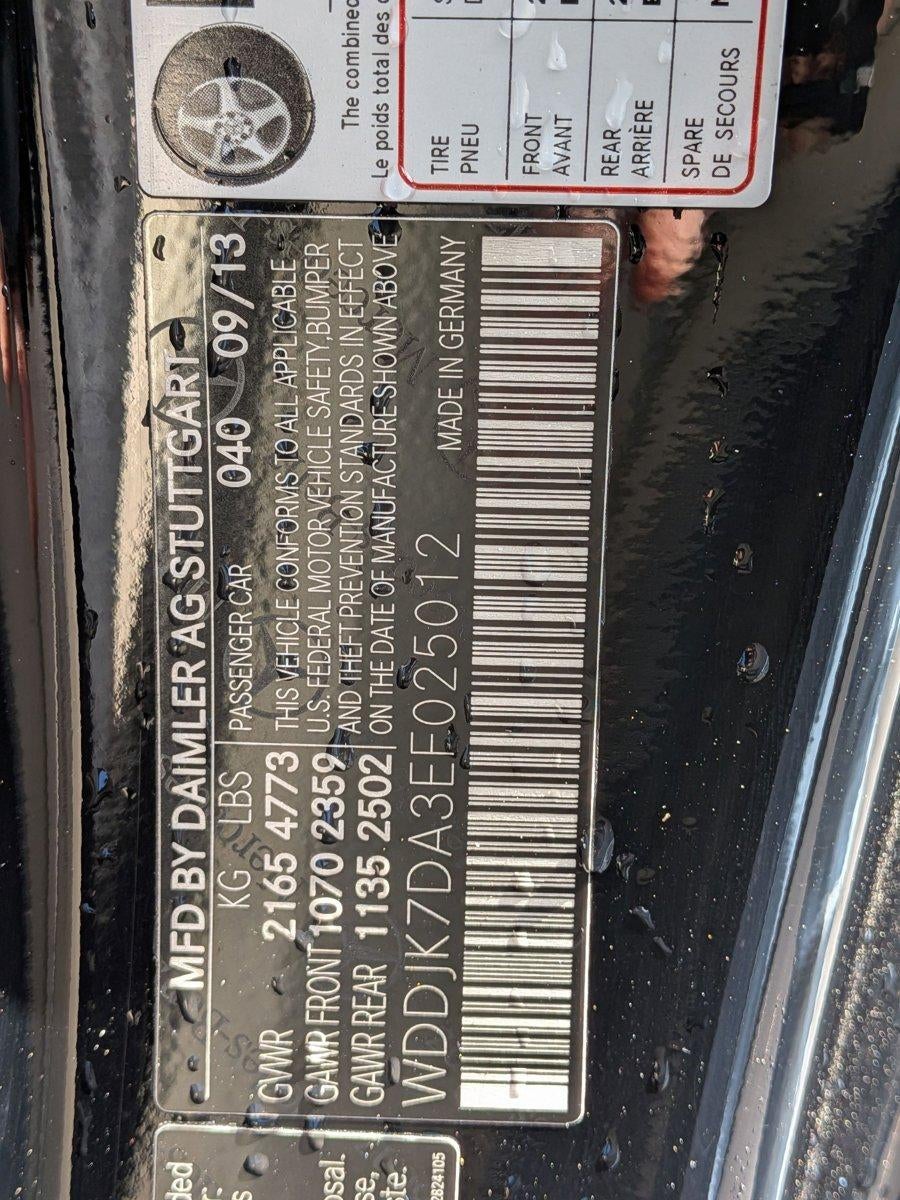 MFD BY DAIMLER AG STUTTGART
KG LBS PASSENGER CAR 040 09/13
GVWR 2165 4773 THIS VEHICLE CONFORMS TO ALL APPLICABLE
GAWR FRONT 1070 2359 U.S. FEDERAL MOTOR VEHICLE SAFETY, BUMPER
GAWR REAR 1135 2502 AND THEFT PREVENTION STANDARDS IN EFFECT
ON THE DATE OF MANUFACTURE SHOWN ABOVE
WDDJK7DA3EF025012 MADE IN GERMANY
The combined
Le poids total des
TIRE
PNEU
FRONT
AVANT
REAR
ARRIÈRE
SPARE
DE SECOURS
2824105